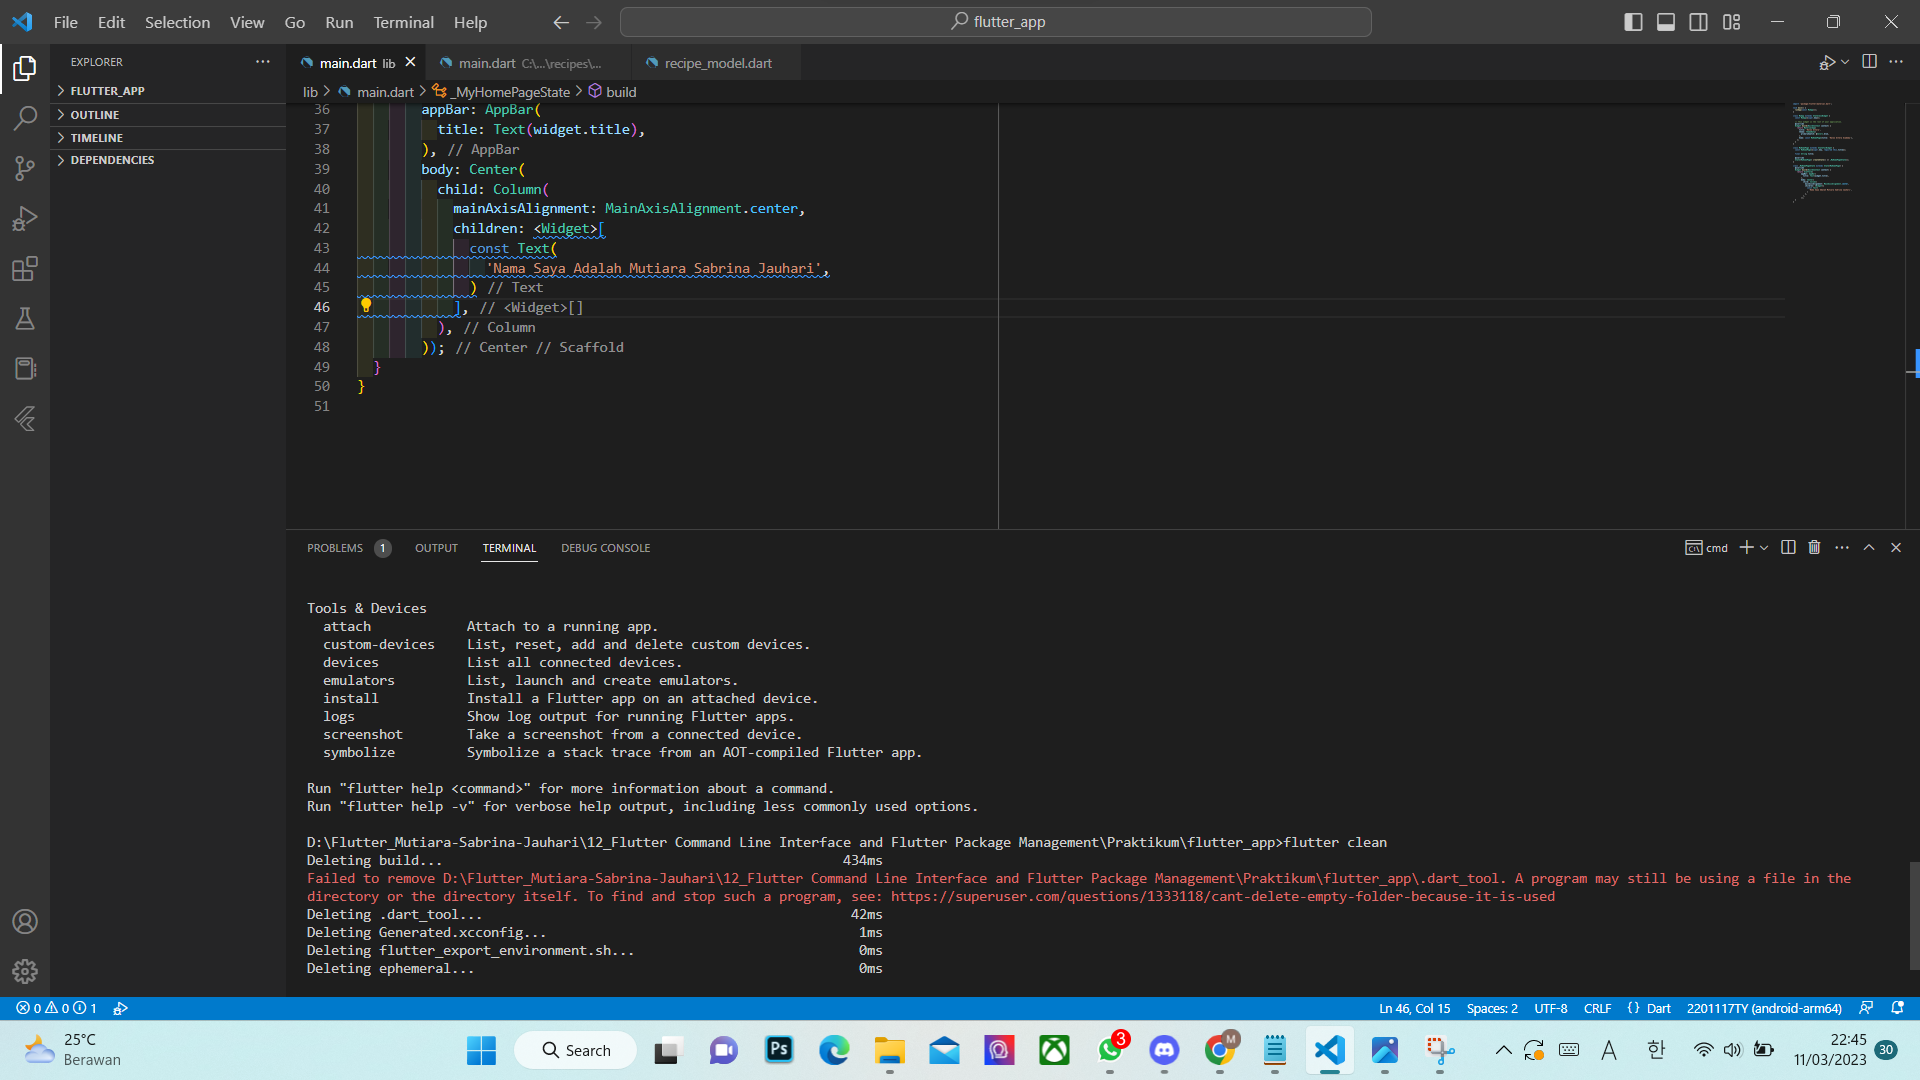 File Edit Selection View Go Run Terminal Help
flutter_app
EXPLORER
FLUTTER_APP
OUTLINE
TIMELINE
DEPENDENCIES
main.dart lib
main.dart C:\...\recipes\...
recipe_model.dart
lib > main.dart > _MyHomePageState > build
36 appBar: AppBar(
37 title: Text(widget.title),
38 ), // AppBar
39 body: Center(
40 child: Column(
41 mainAxisAlignment: MainAxisAlignment.center,
42 children: <Widget>[
43 const Text(
44 'Nama Saya Adalah Mutiara Sabrina Jauhari',
45 ) // Text
46 ], // <Widget>[]
47 ), // Column
48 )); // Center // Scaffold
49 }
50 }
51
PROBLEMS 1 OUTPUT TERMINAL DEBUG CONSOLE
cmd
Tools & Devices
attach Attach to a running app.
custom-devices List, reset, add and delete custom devices.
devices List all connected devices.
emulators List, launch and create emulators.
install Install a Flutter app on an attached device.
logs Show log output for running Flutter apps.
screenshot Take a screenshot from a connected device.
symbolize Symbolize a stack trace from an AOT-compiled Flutter app.
Run "flutter help <command>" for more information about a command.
Run "flutter help -v" for verbose help output, including less commonly used options.
D:\Flutter_Mutiara-Sabrina-Jauhari\12_Flutter Command Line Interface and Flutter Package Management\Praktikum\flutter_app>flutter clean
Deleting build... 434ms
Failed to remove D:\Flutter_Mutiara-Sabrina-Jauhari\12_Flutter Command Line Interface and Flutter Package Management\Praktikum\flutter_app\.dart_tool. A program may still be using a file in the
directory or the directory itself. To find and stop such a program, see: https://superuser.com/questions/1333118/cant-delete-empty-folder-because-it-is-used
Deleting .dart_tool... 42ms
Deleting Generated.xcconfig... 1ms
Deleting flutter_export_environment.sh... 0ms
Deleting ephemeral... 0ms
0 0 1
Ln 46, Col 15 Spaces: 2 UTF-8 CRLF {} Dart 2201117TY (android-arm64)
25°C
Berawan
Search
Ps
3
M
A
한
22:45
11/03/2023
30